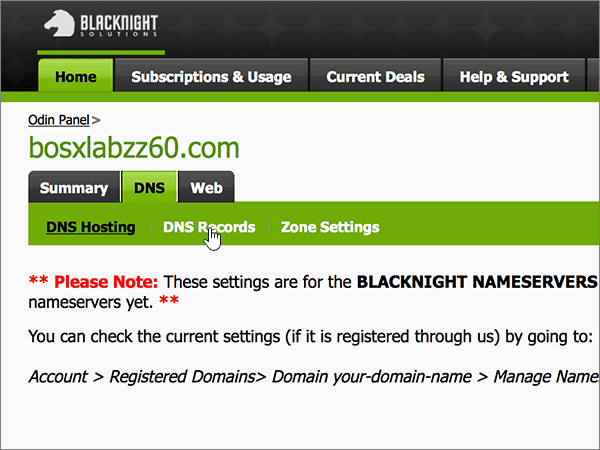 BLACKNIGHT
SOLUTIONS
Home Subscriptions & Usage Current Deals Help & Support
Odin Panel >
bosxlabzz60.com
Summary DNS Web
DNS Hosting DNS Records Zone Settings
** Please Note: These settings are for the BLACKNIGHT NAMESERVERS
nameservers yet. **
You can check the current settings (if it is registered through us) by going to:
Account > Registered Domains> Domain your-domain-name > Manage Name